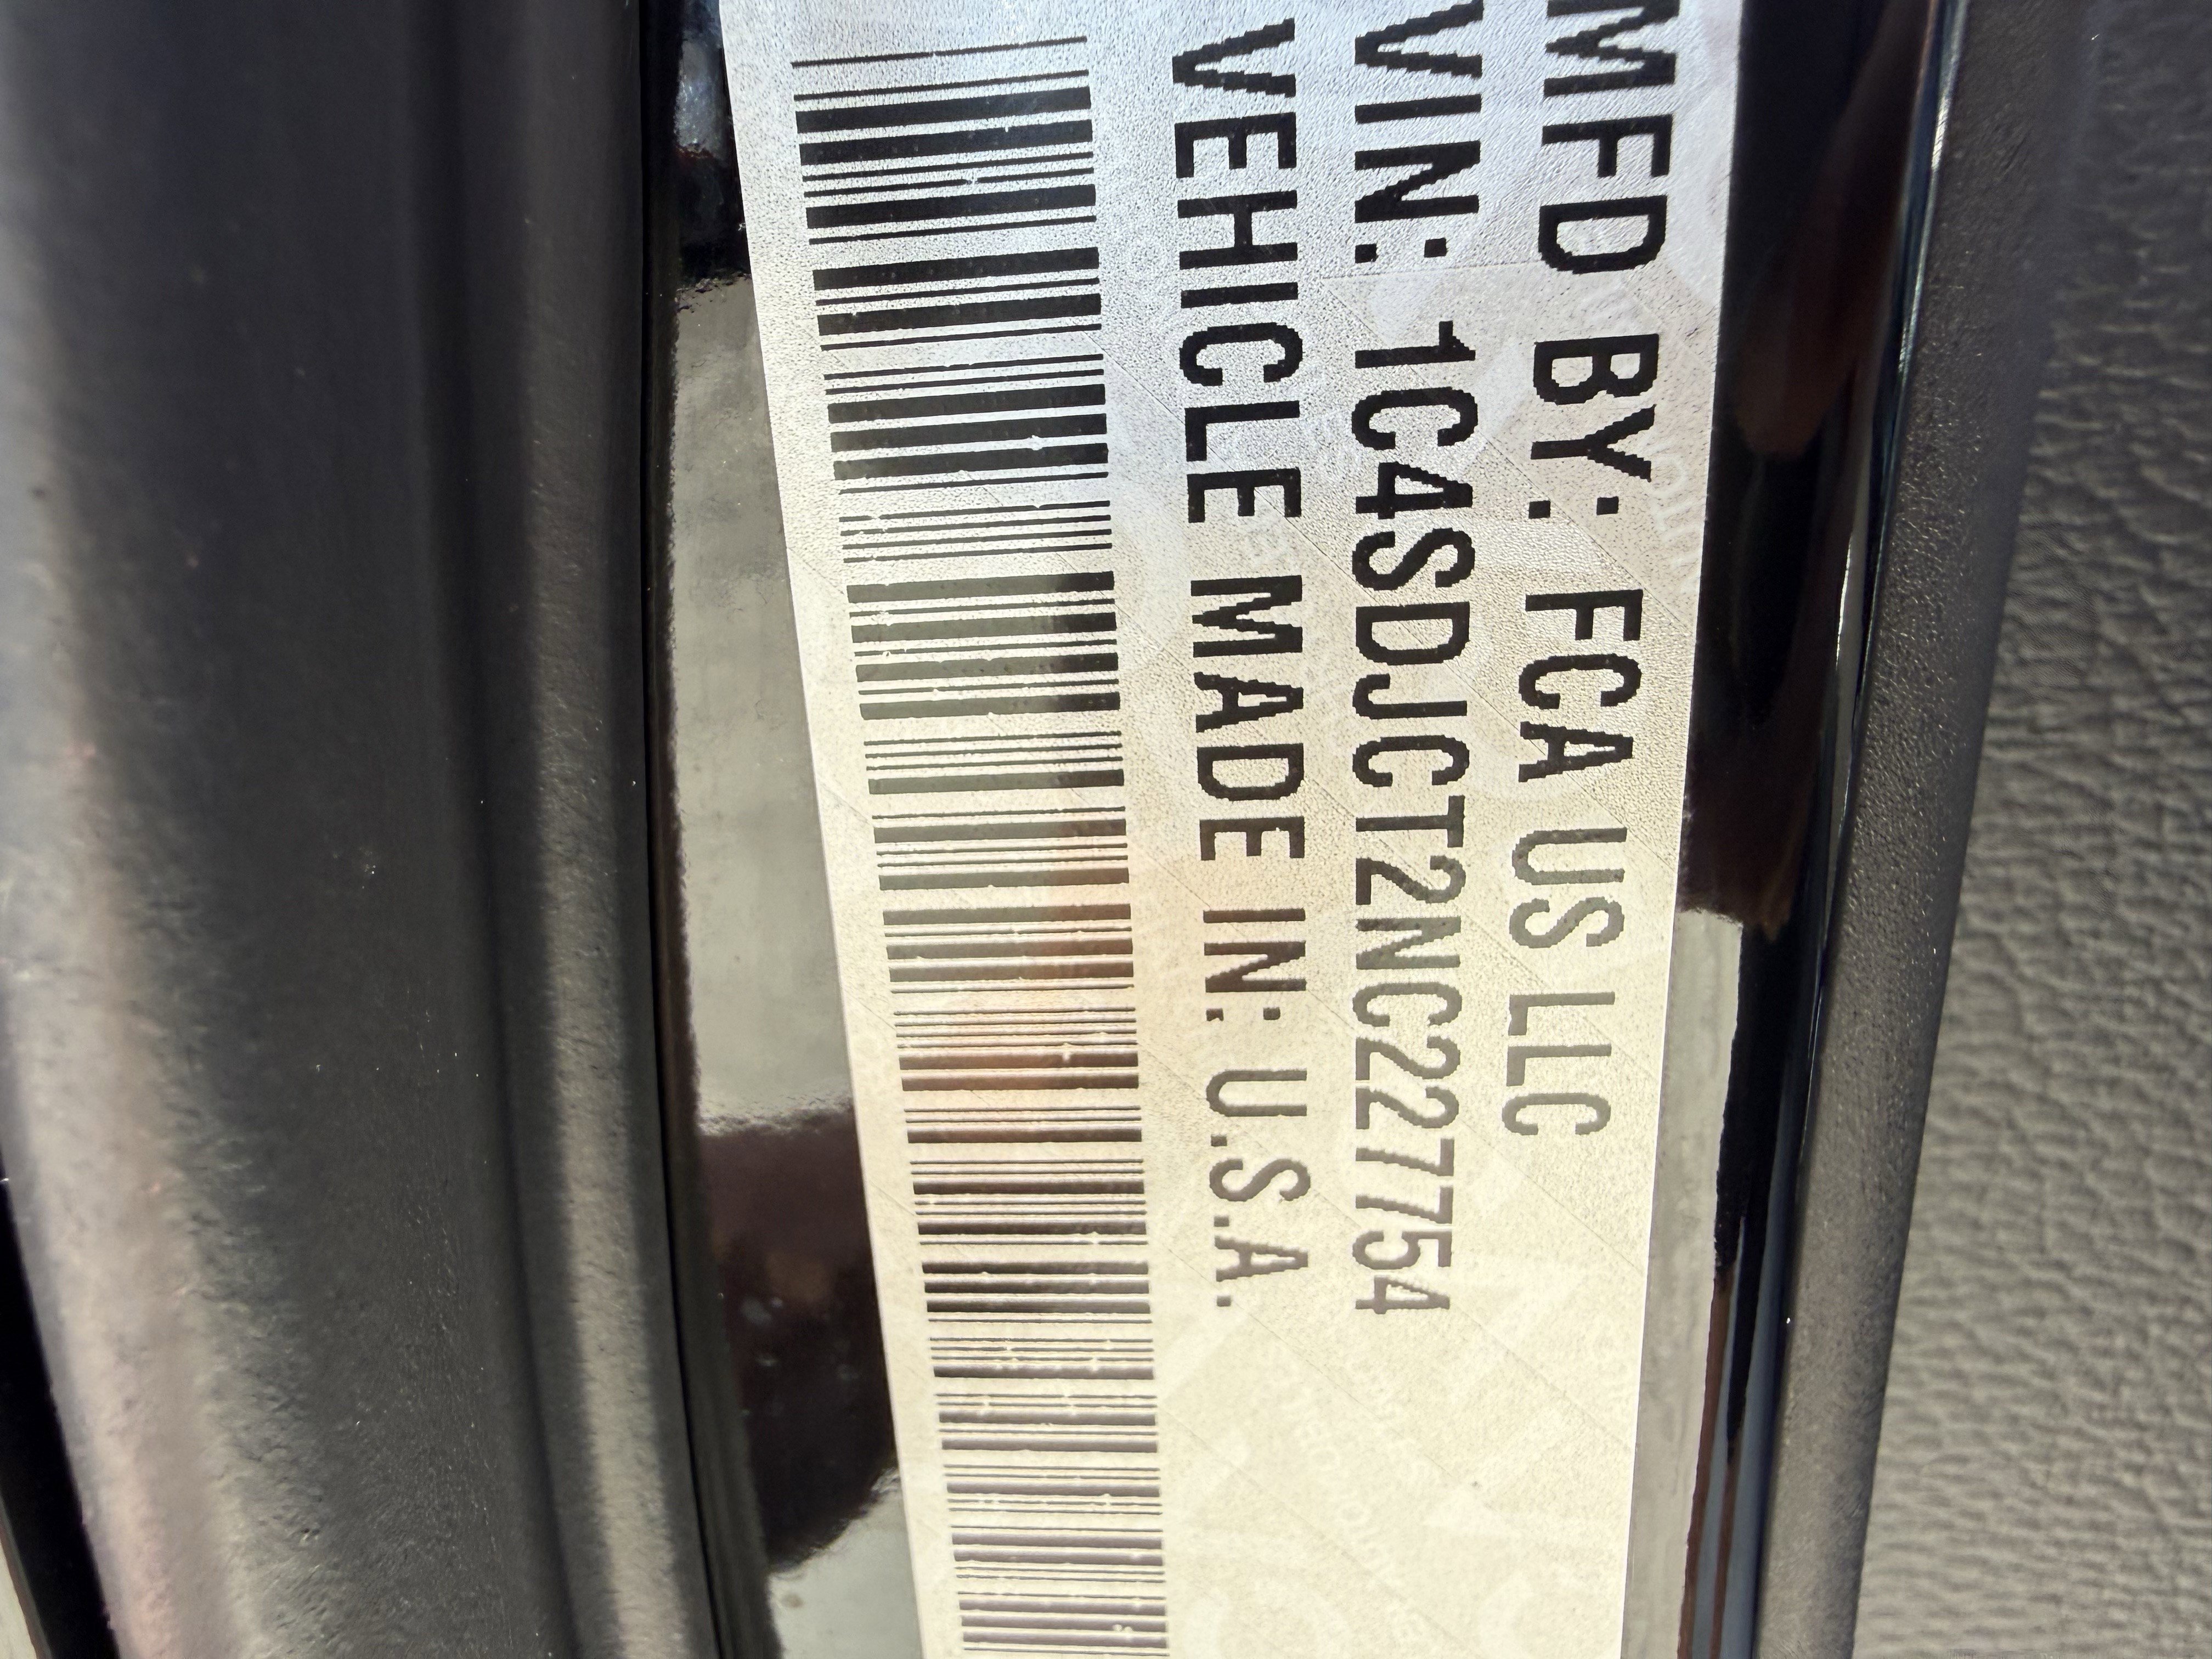 MFD BY: FCA US LLC
VIN: 1C4SDJCT2NC227754
VEHICLE MADE IN: U.S.A.